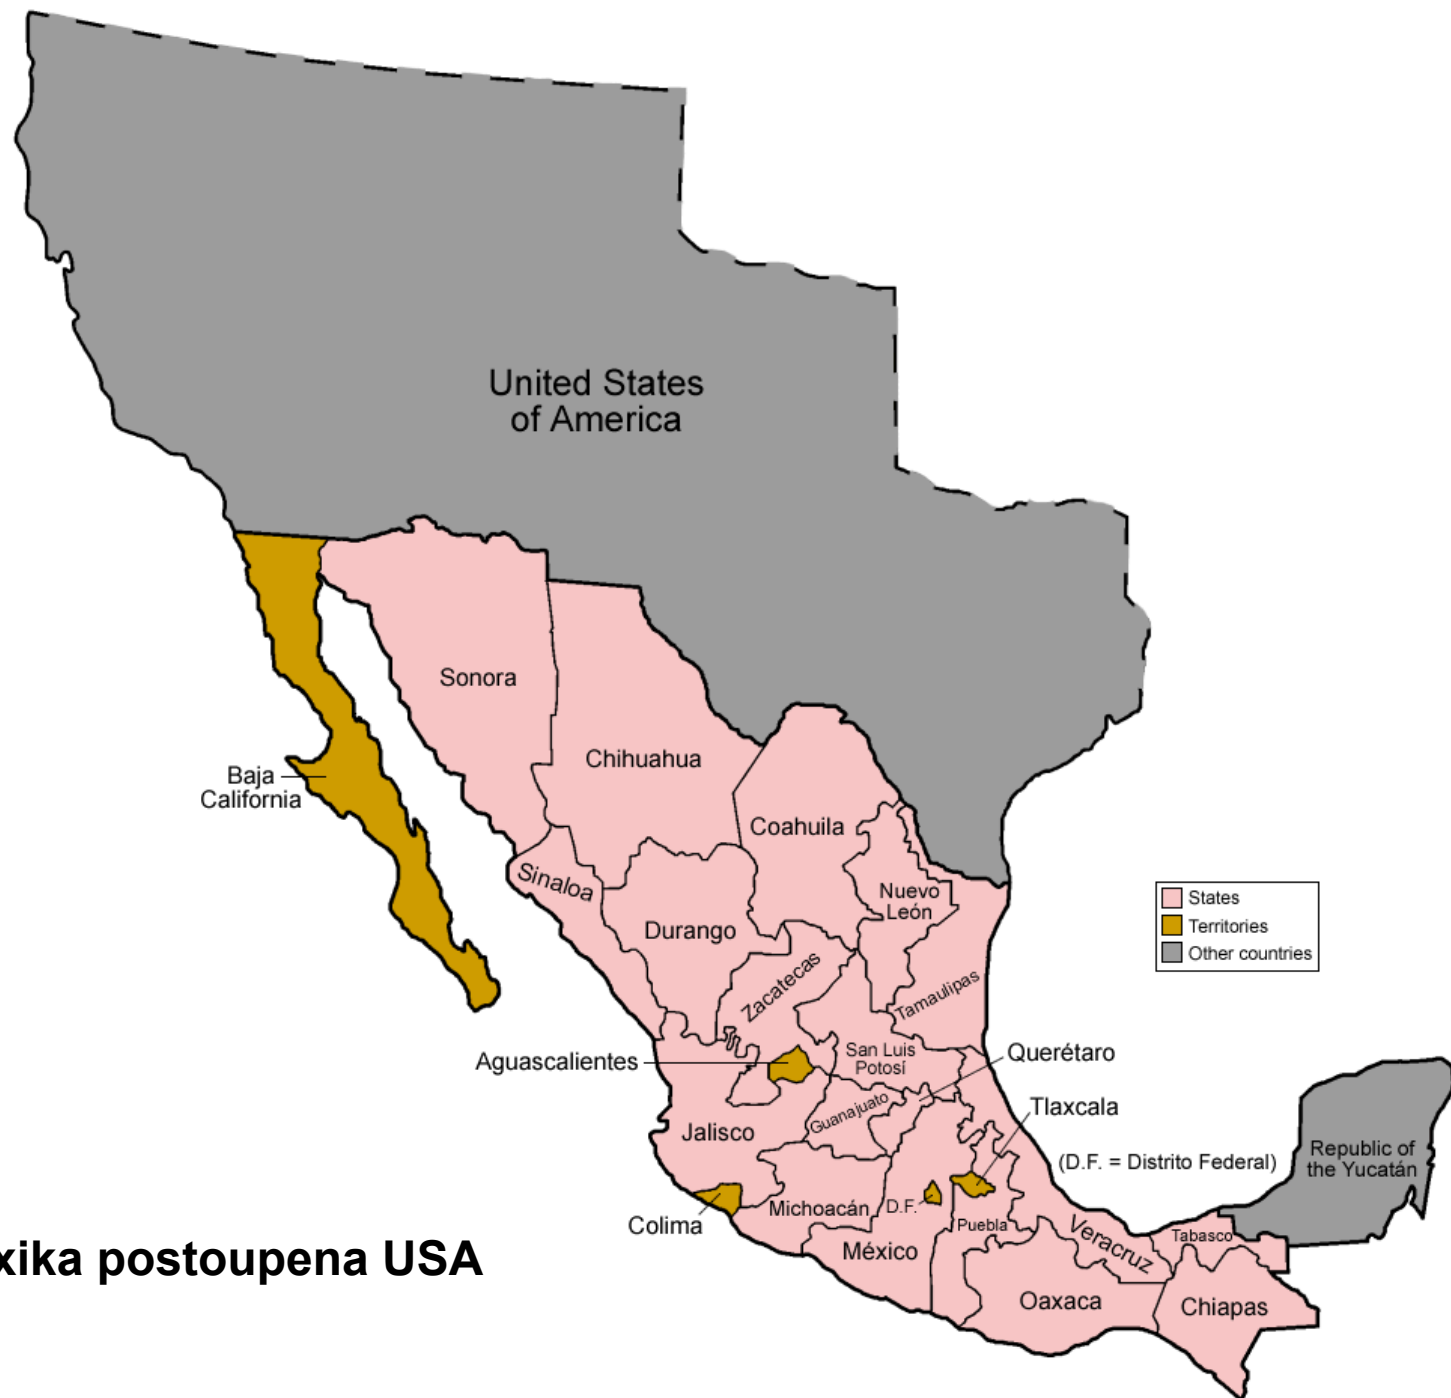 United States
of America
Sonora
Chihuahua
Baja
California
Coahuila
Sinaloa
Nuevo
León
Durango
States
Territories
Other countries
Zacatecas
Tamaulipas
Aguascalientes
San Luis
Potosí
Querétaro
Guanajuato
Tlaxcala
Jalisco
(D.F. = Distrito Federal)
Republic of
the Yucatán
Michoacán
D.F.
Colima
Puebla
Veracruz
Tabasco
México
xika postoupena USA
Oaxaca
Chiapas